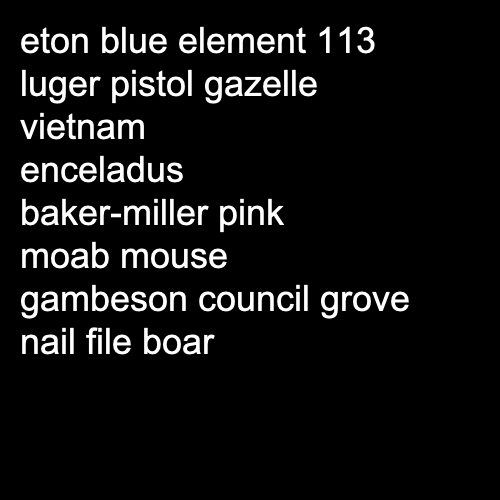 eton blue element 113
luger pistol gazelle
vietnam
enceladus
baker-miller pink
moab mouse
gambeson council grove
nail file boar